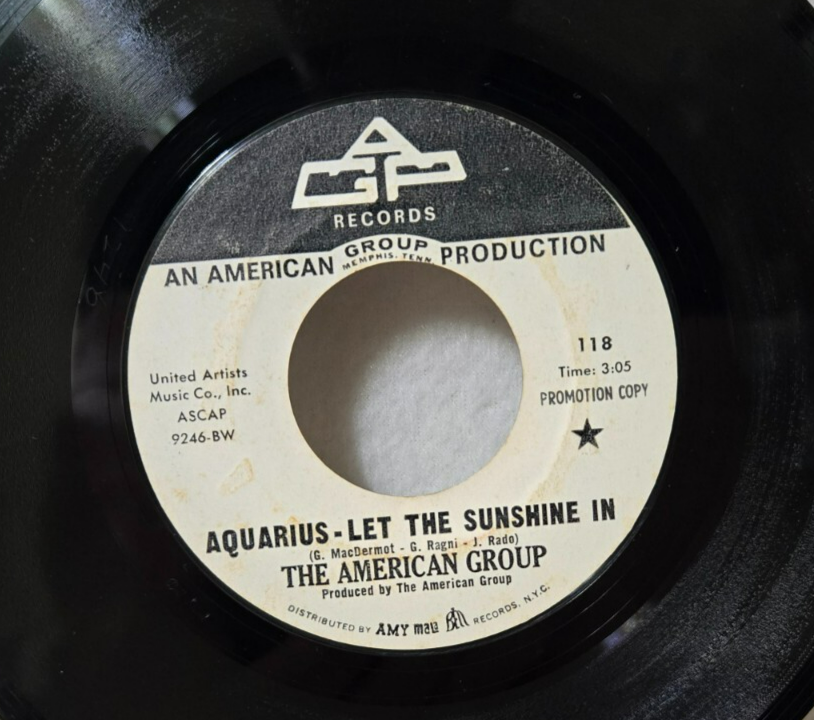 AGP
RECORDS
AN AMERICAN GROUP PRODUCTION
MEMPHIS, TENN
118
Time: 3:05
PROMOTION COPY
United Artists
Music Co., Inc.
ASCAP
9246-BW
AQUARIUS-LET THE SUNSHINE IN
(G. MacDermot - G. Ragni - J. Rado)
THE AMERICAN GROUP
Produced by The American Group
DISTRIBUTED BY AMY mala Bell RECORDS, N.Y.C.